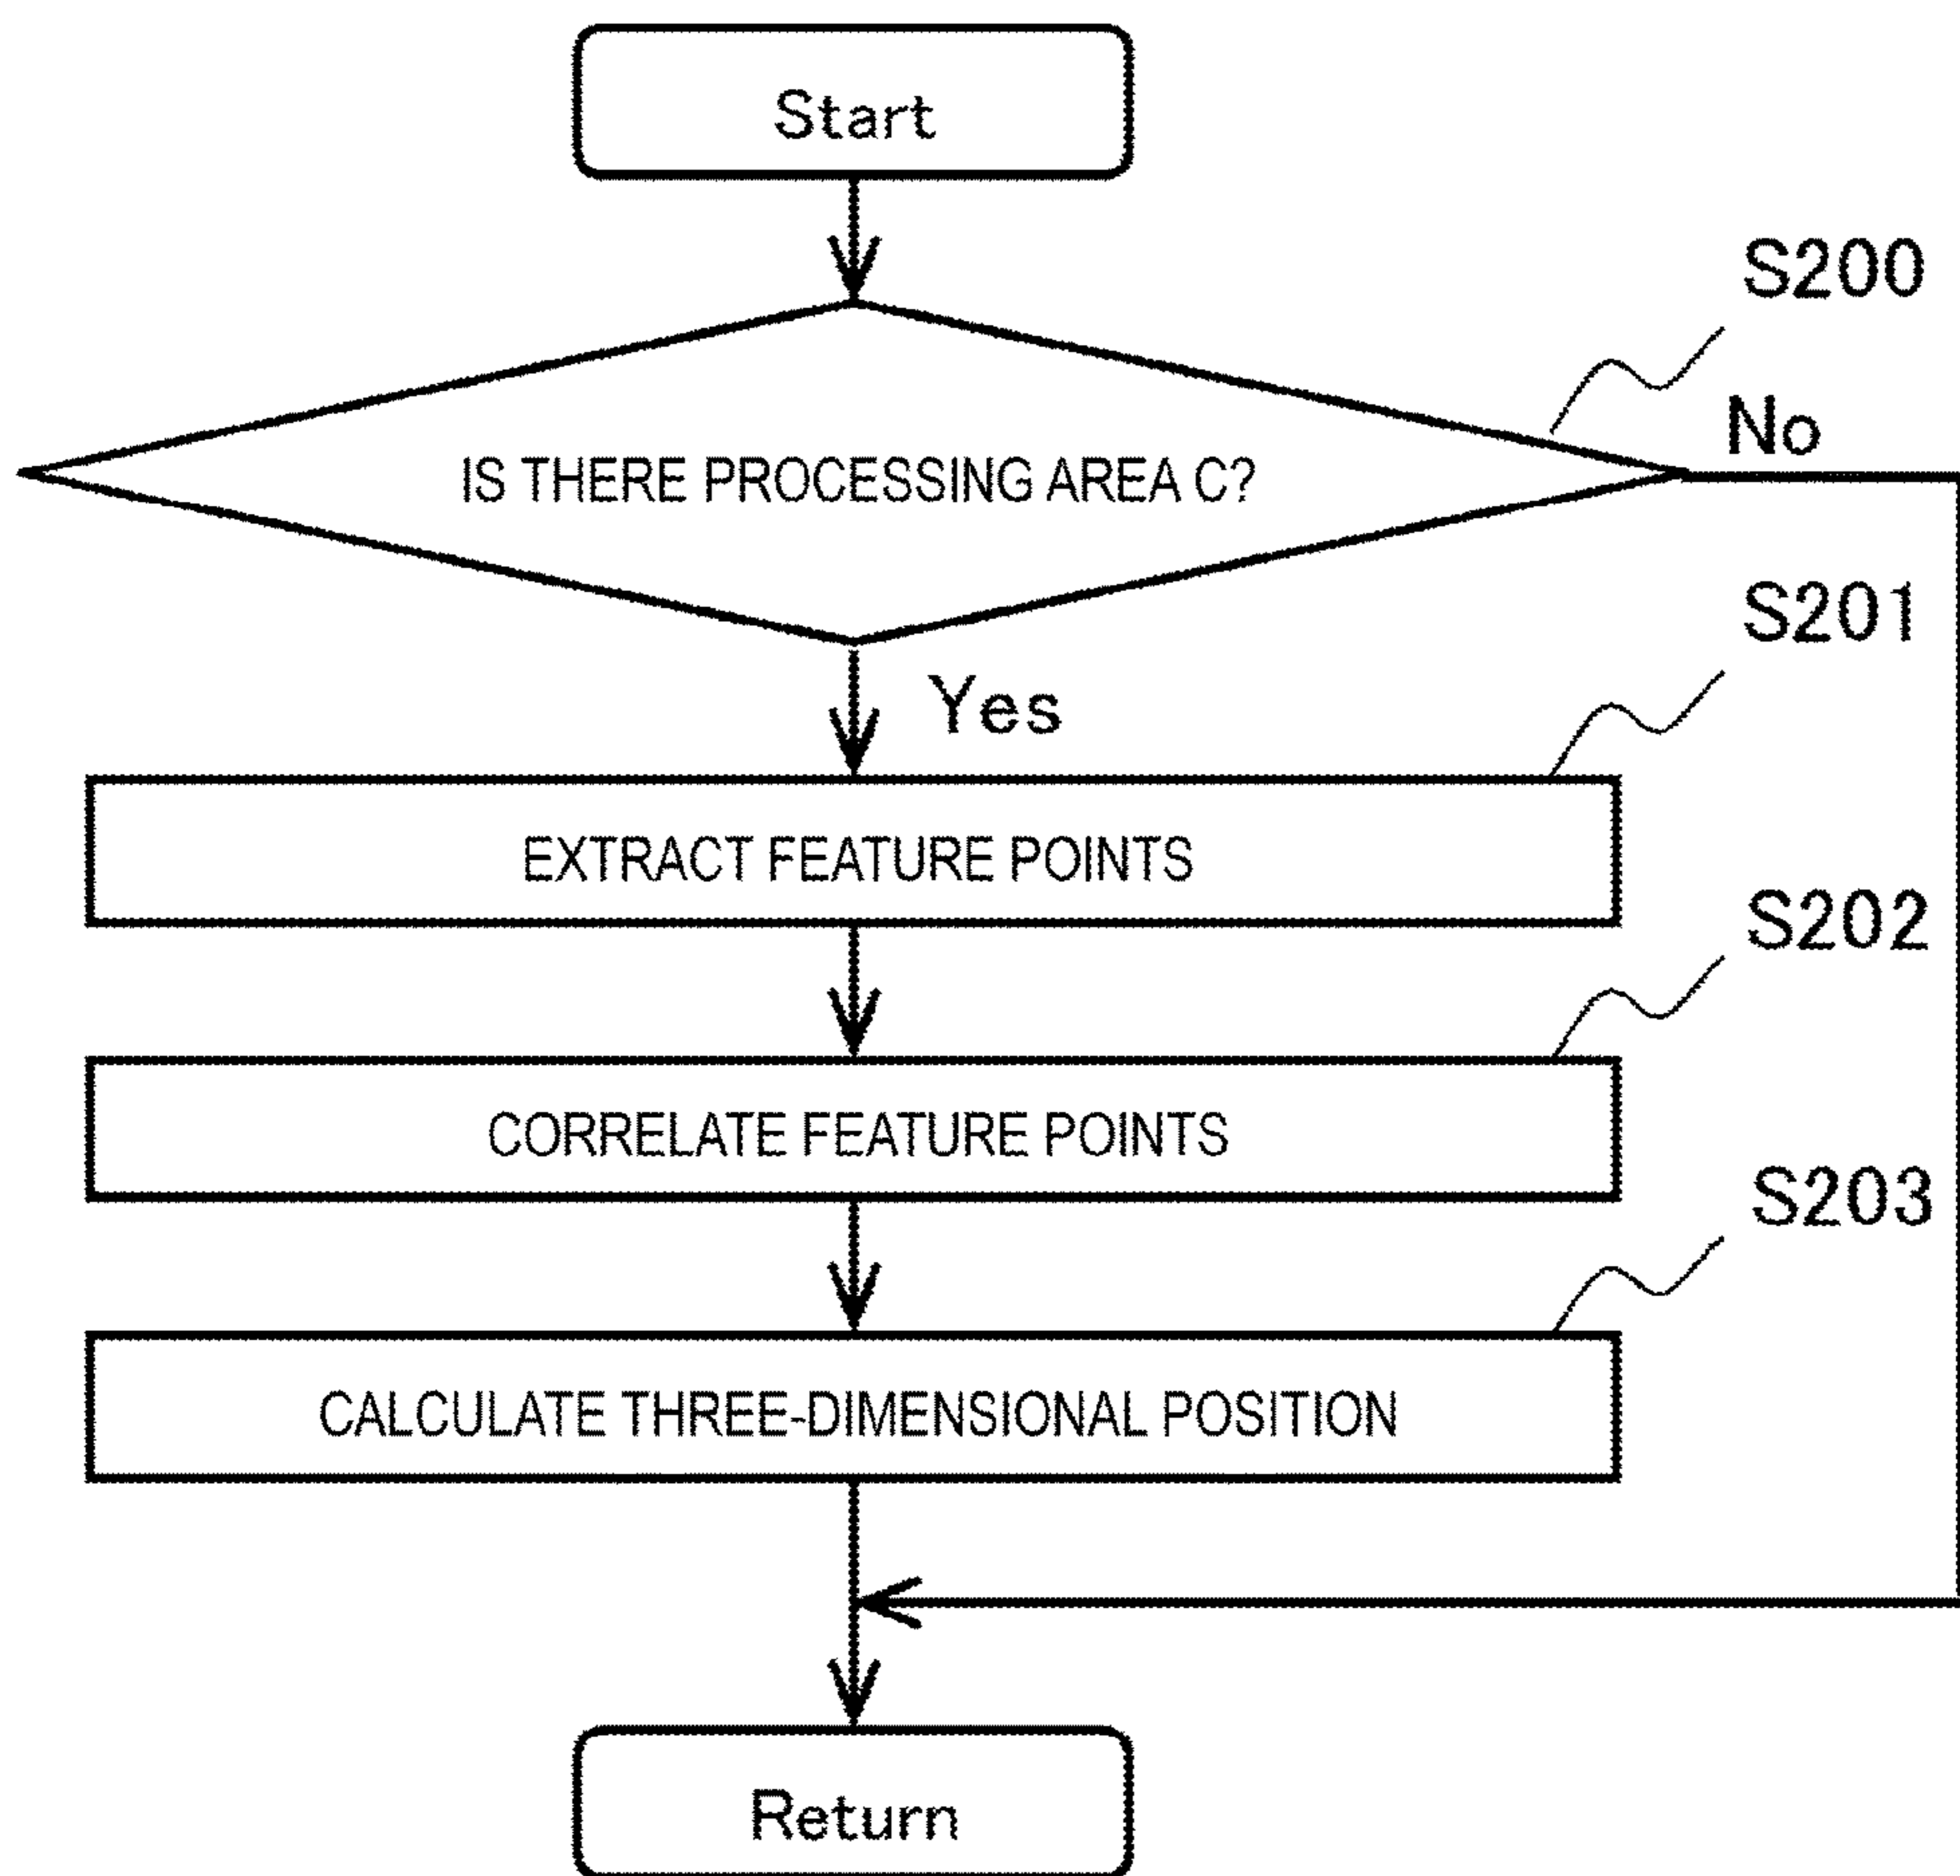 Start
S200
No
IS THERE PROCESSING AREA C?
S201
Yes
EXTRACT FEATURE POINTS
S202
CORRELATE FEATURE POINTS
S203
CALCULATE THREE-DIMENSIONAL POSITION
Return